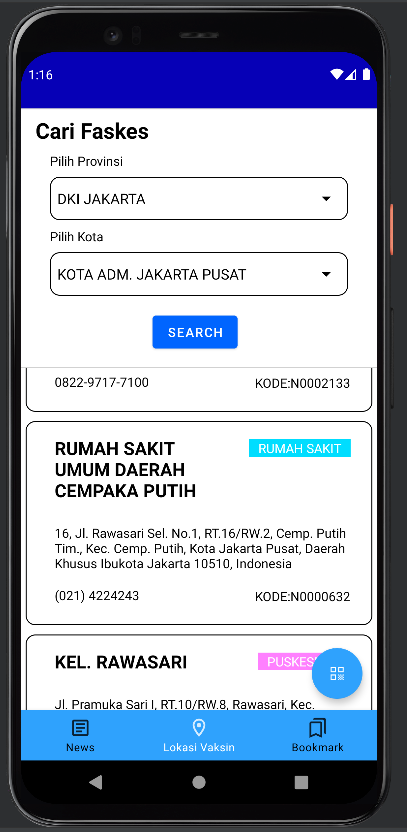 1:16
Cari Faskes
Pilih Provinsi
DKI JAKARTA
Pilih Kota
KOTA ADM. JAKARTA PUSAT
SEARCH
0822-9717-7100 KODE:N0002133
RUMAH SAKIT
UMUM DAERAH
CEMPAKA PUTIH
RUMAH SAKIT
16, Jl. Rawasari Sel. No.1, RT.16/RW.2, Cemp. Putih
Tim., Kec. Cemp. Putih, Kota Jakarta Pusat, Daerah
Khusus Ibukota Jakarta 10510, Indonesia
(021) 4224243 KODE:N0000632
KEL. RAWASARI
Jl. Pramuka Sari I, RT.10/RW.8, Rawasari, Kec.
News
Lokasi Vaksin
Bookmark